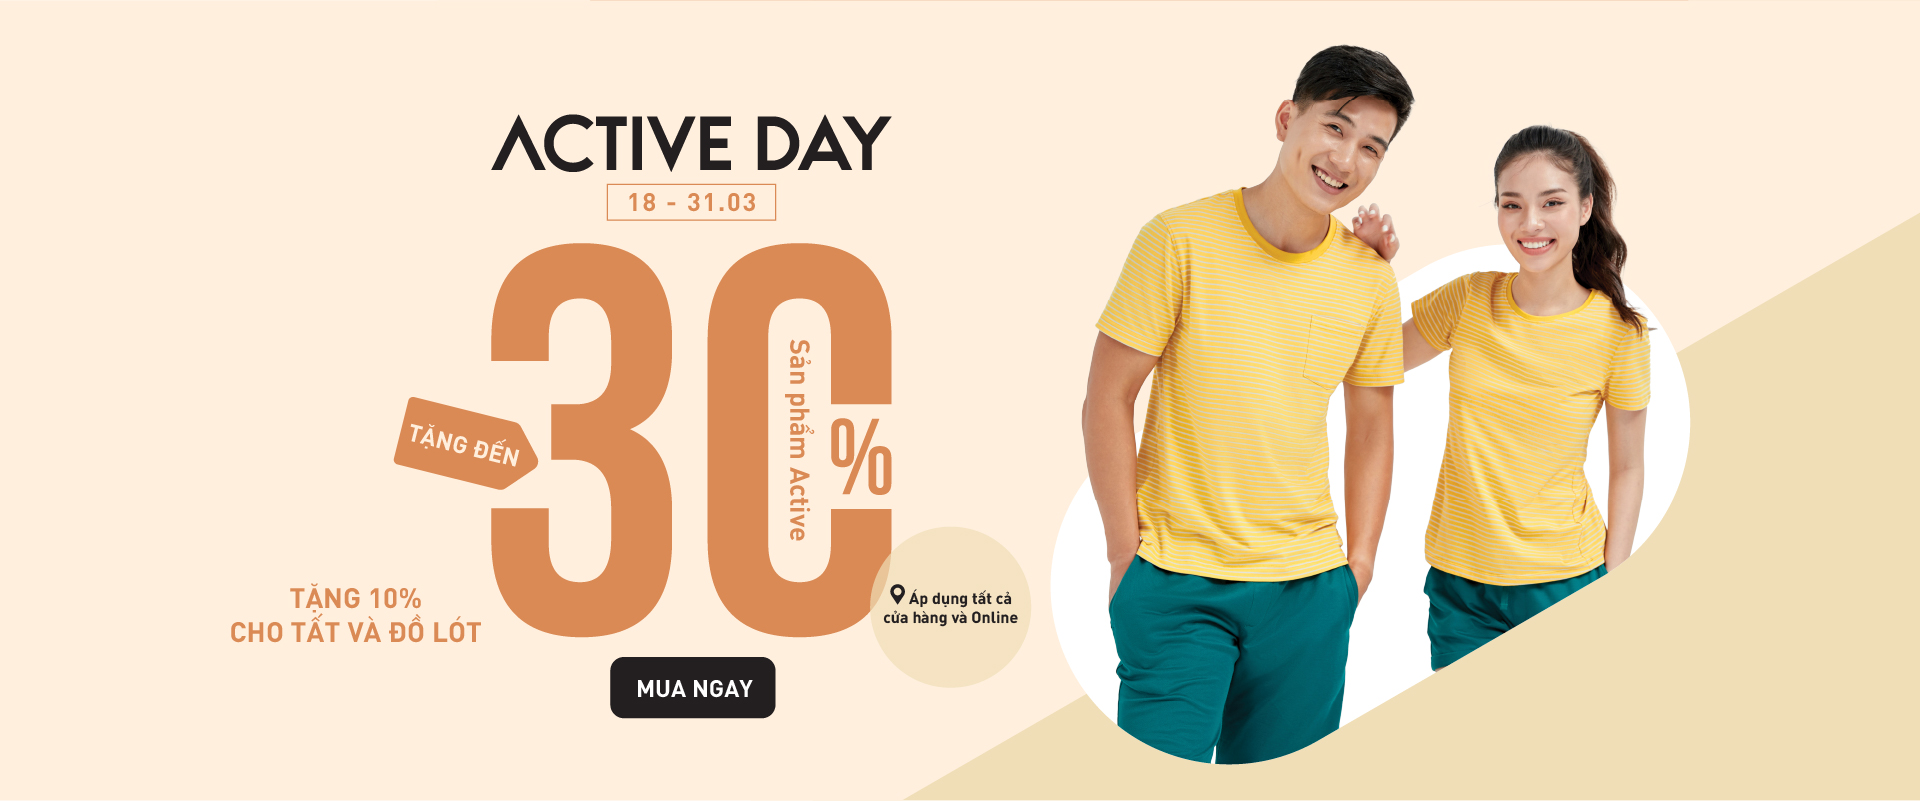 ACTIVE DAY
18 - 31.03
TẶNG ĐẾN
30%
Sản phẩm Active
TẶNG 10%
CHO TẤT VÀ ĐỒ LÓT
Áp dụng tất cả
cửa hàng và Online
MUA NGAY